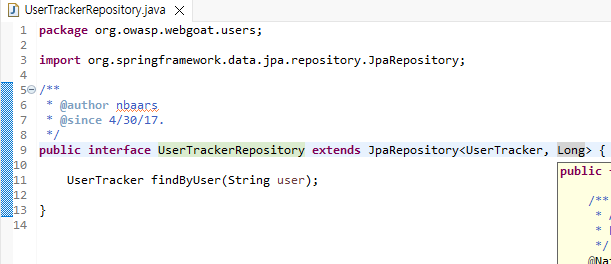 UserTrackerRepository.java
1 package org.owasp.webgoat.users;
2
3 import org.springframework.data.jpa.repository.JpaRepository;
4
5 /**
6  * @author nbaars
7  * @since 4/30/17.
8  */
9 public interface UserTrackerRepository extends JpaRepository<UserTracker, Long> {
10
11     UserTracker findByUser(String user);
12
13 }
14
public
/**
*
*
*/
@Nat